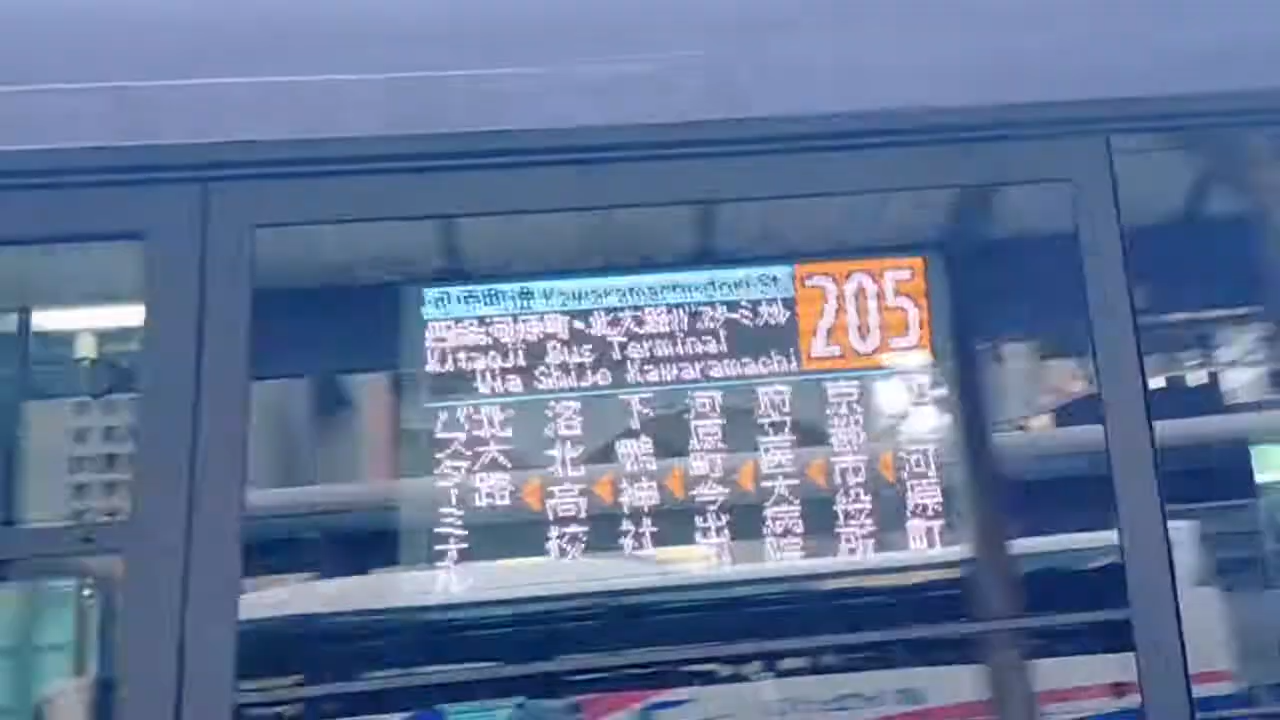 河原町通 Kawaramachi-dori St.
205
四条河原町・北大路バスターミナル
Kitaoji Bus Terminal
Via Shijo Kawaramachi
河原町
京都市役所
府立医大病院
河原町今出川
下鴨神社
洛北高校
北大路
バスターミナル